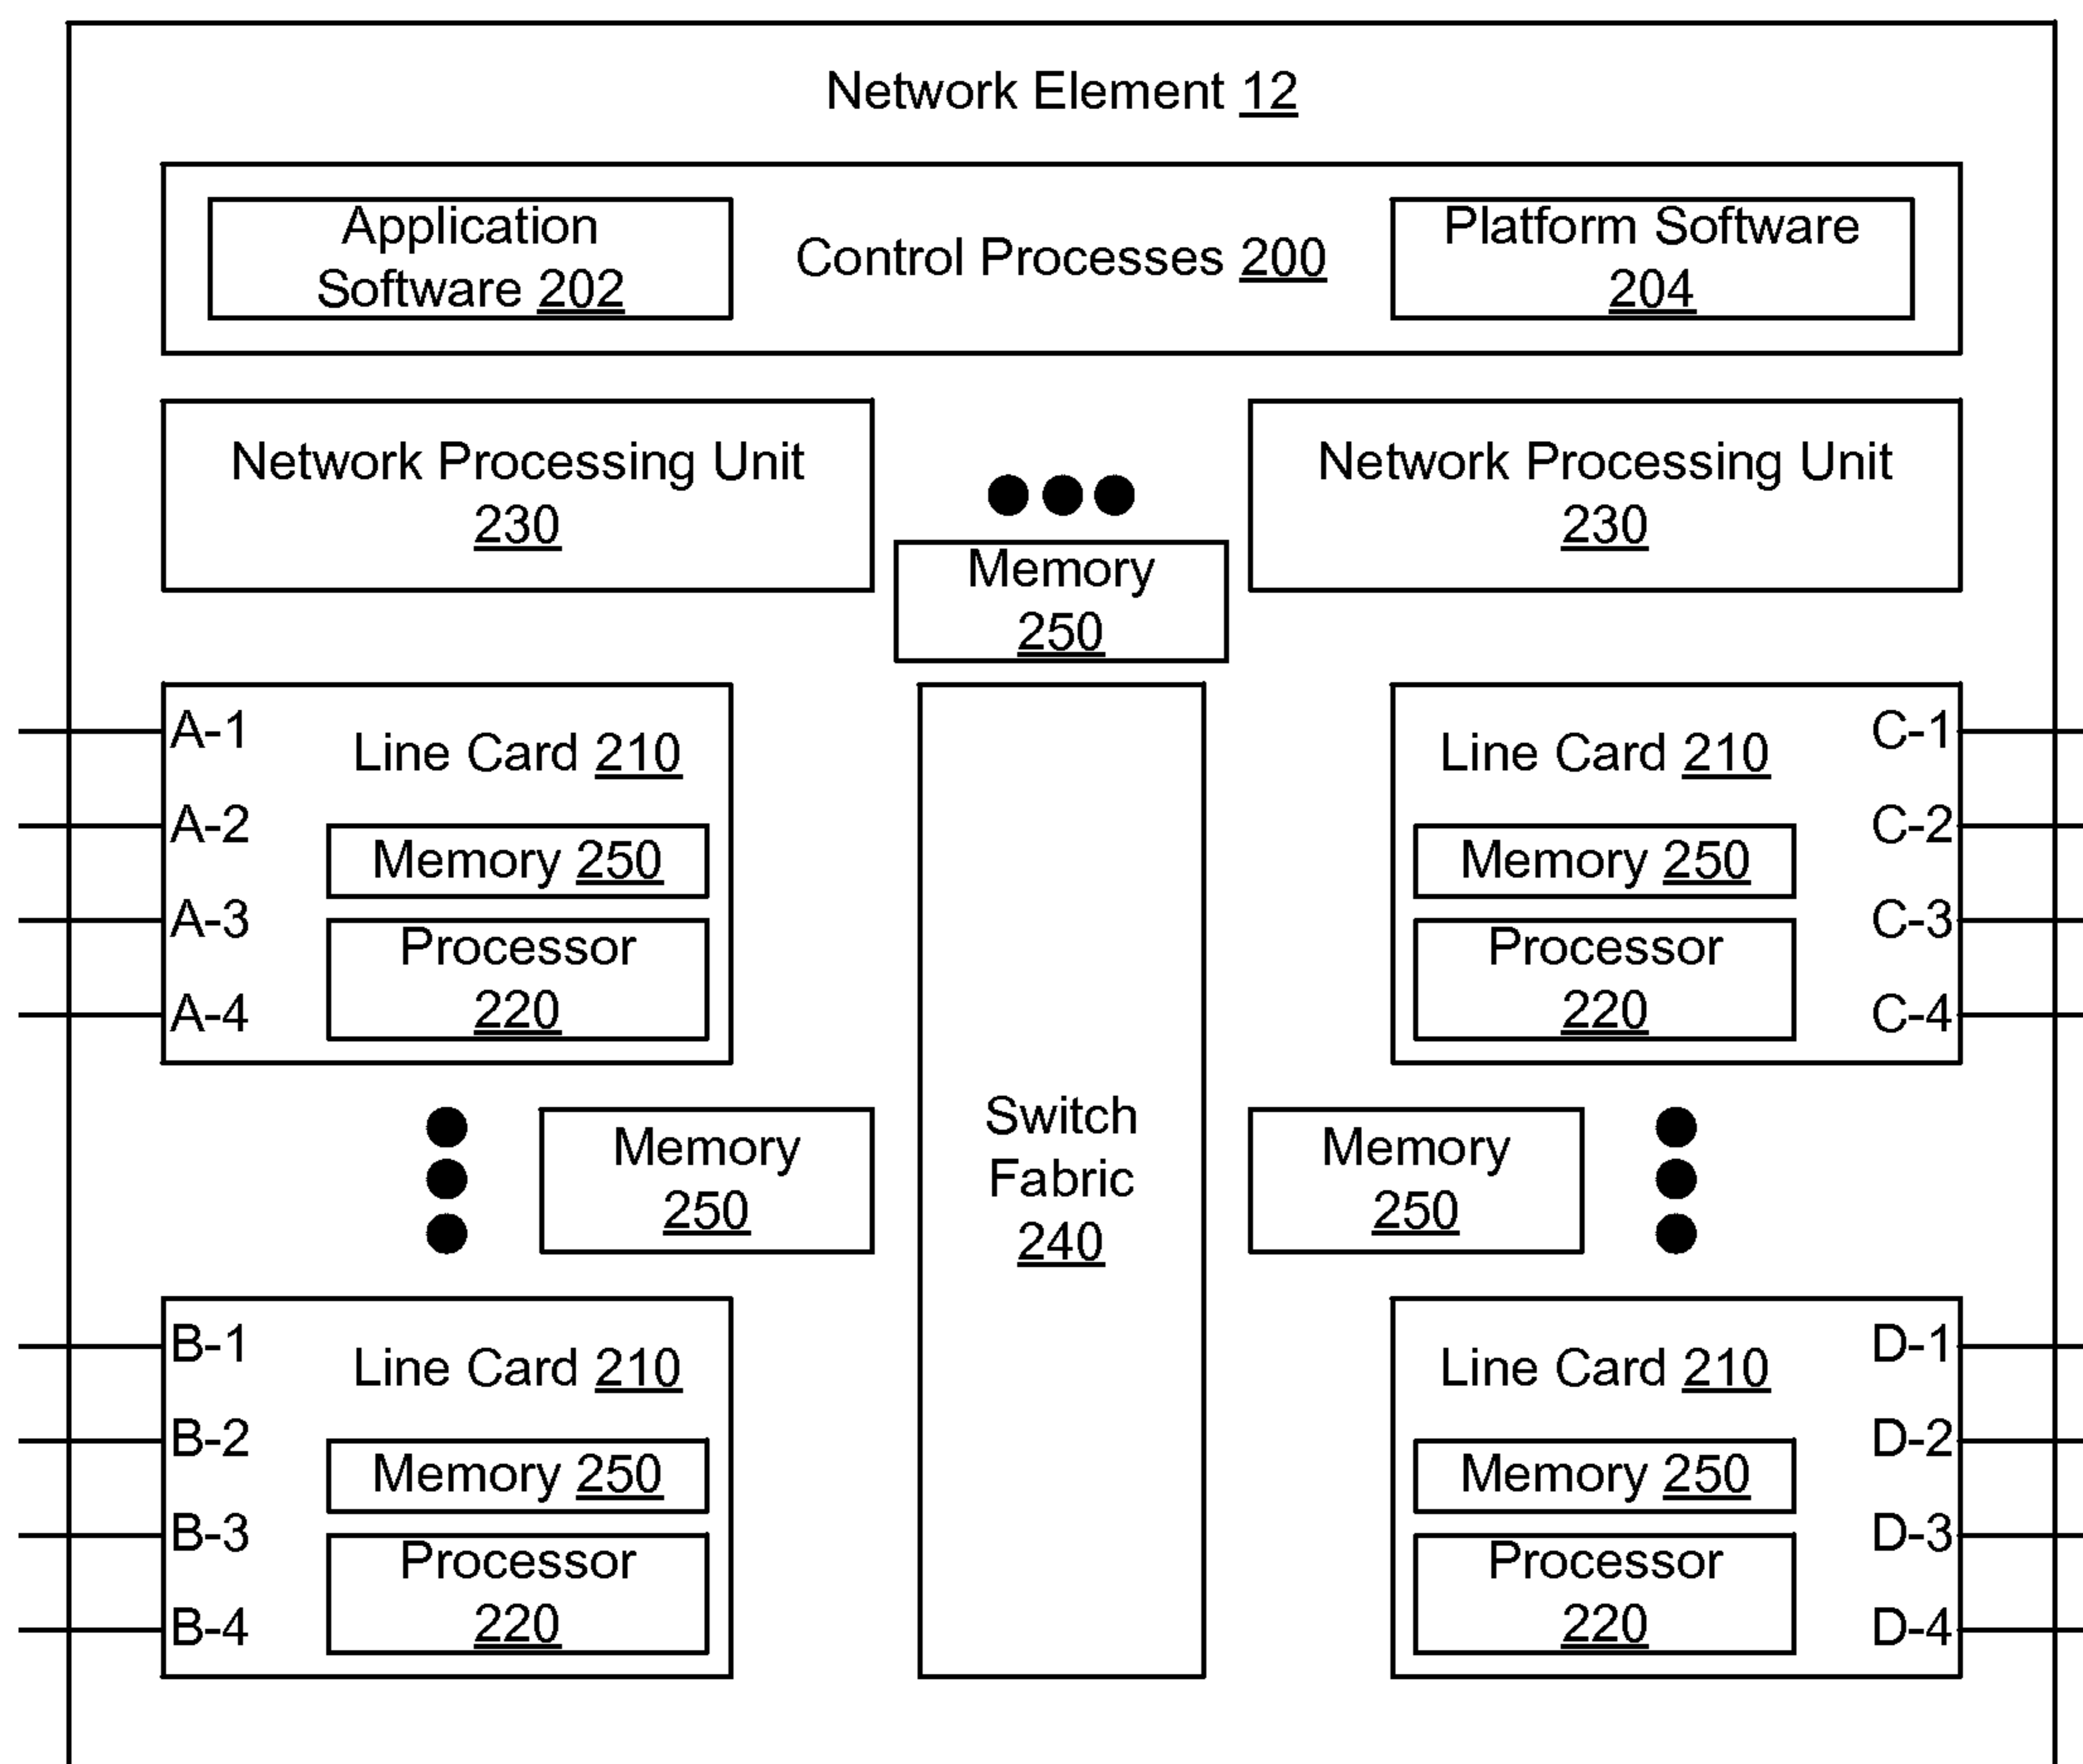 Network Element 12
Application
Software 202
Control Processes 200
Platform Software
204
Network Processing Unit
230
Network Processing Unit
230
Memory
250
A-1
A-2
A-3
A-4
Line Card 210
Memory 250
Processor
220
Line Card 210
Memory 250
Processor
220
C-1
C-2
C-3
C-4
Memory
250
Switch
Fabric
240
Memory
250
B-1
B-2
B-3
B-4
Line Card 210
Memory 250
Processor
220
Line Card 210
Memory 250
Processor
220
D-1
D-2
D-3
D-4